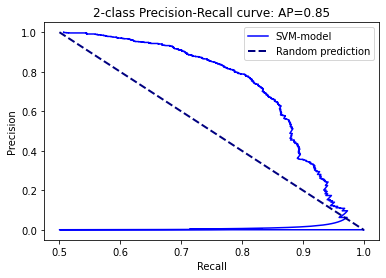 2-class Precision-Recall curve: AP=0.85
SVM-model
Random prediction
Precision
1.0
0.8
0.6
0.4
0.2
0.0
0.5 0.6 0.7 0.8 0.9 1.0
Recall